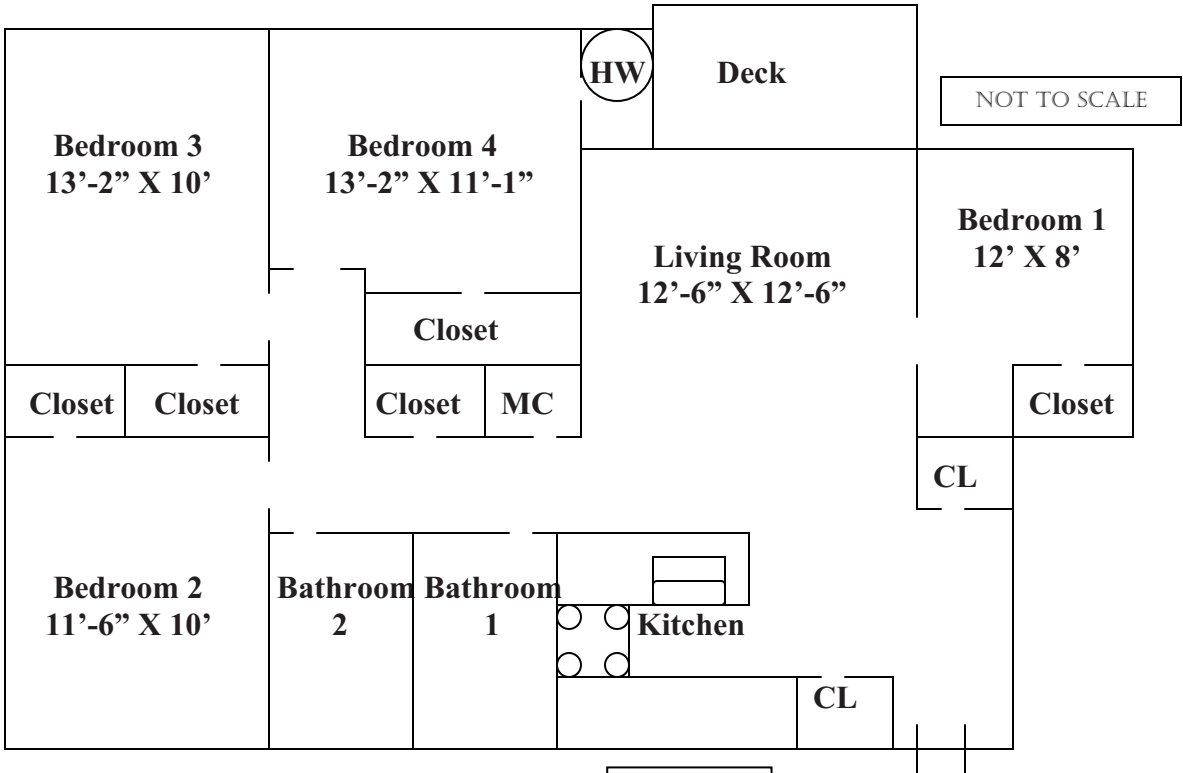 HW
Deck
NOT TO SCALE
Bedroom 3
13’-2” X 10’
Bedroom 4
13’-2” X 11’-1”
Bedroom 1
12’ X 8’
Living Room
12’-6” X 12’-6”
Closet
Closet
Closet
Closet
MC
Closet
CL
Bedroom 2
11’-6” X 10’
Bathroom
2
Bathroom
1
Kitchen
CL